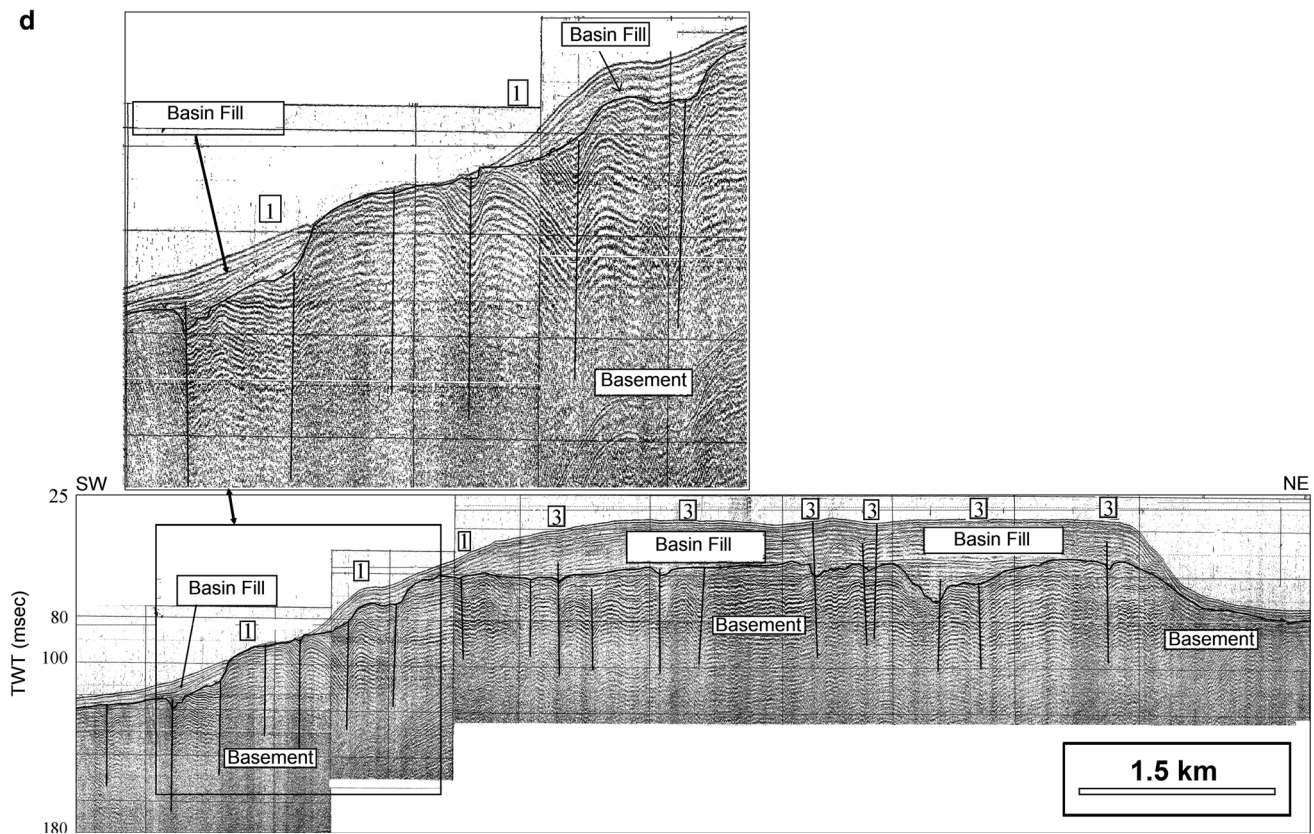 d
Basin Fill
1
Basin Fill
1
Basement
SW
NE
25
80
100
180
TWT (msec)
3
3
3
3
3
3
1
Basin Fill
Basin Fill
1
Basin Fill
1
Basement
Basement
Basement
1.5 km